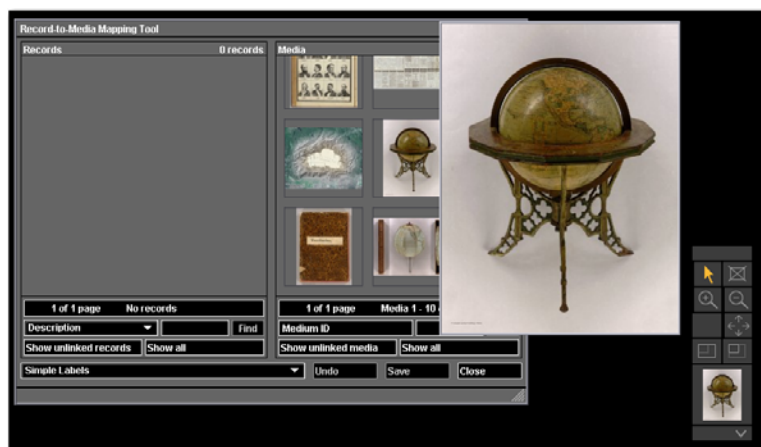 Record-to-Media Mapping Tool
Records 0 records
Media
1 of 1 page No records
Description Find
Show unlinked records Show all
1 of 1 page Media 1 - 10
Medium ID
Show unlinked media Show all
Simple Labels Undo Save Close